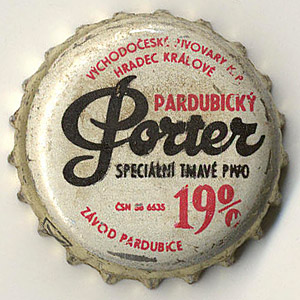 VÝCHODOČESKÉ PIVOVARY K.P.
HRADEC KRÁLOVÉ
PARDUBICKÝ
Porter
SPECIÁLNÍ TMAVÉ PIVO
ČSN 56 6635
19%
ZÁVOD PARDUBICE